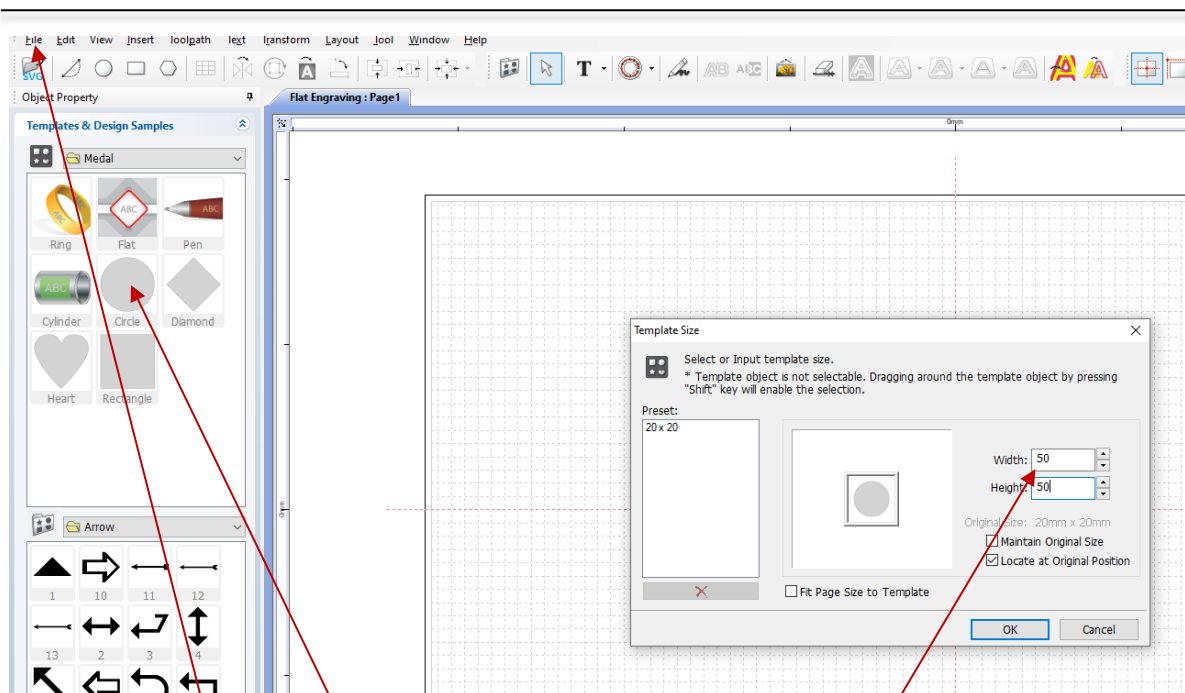 File Edit View Insert Toolpath Text Transform Layout Tool Window Help
SVG T AB ABC A A A A A A A
Object Property
Flat Engraving : Page1
Templates & Design Samples
0mm
Medal
ABC ABC
Ring Flat Pen
ABC
Cylinder Circle Diamond
Heart Rectangle
Template Size
Select or Input template size.
* Template object is not selectable. Dragging around the template object by pressing
"Shift" key will enable the selection.
Preset:
20 x 20
Width: 50
Height: 50
Original Size: 20mm x 20mm
Maintain Original Size
Locate at Original Position
Fit Page Size to Template
OK Cancel
0mm
Arrow
1 10 11 12
13 2 3 4